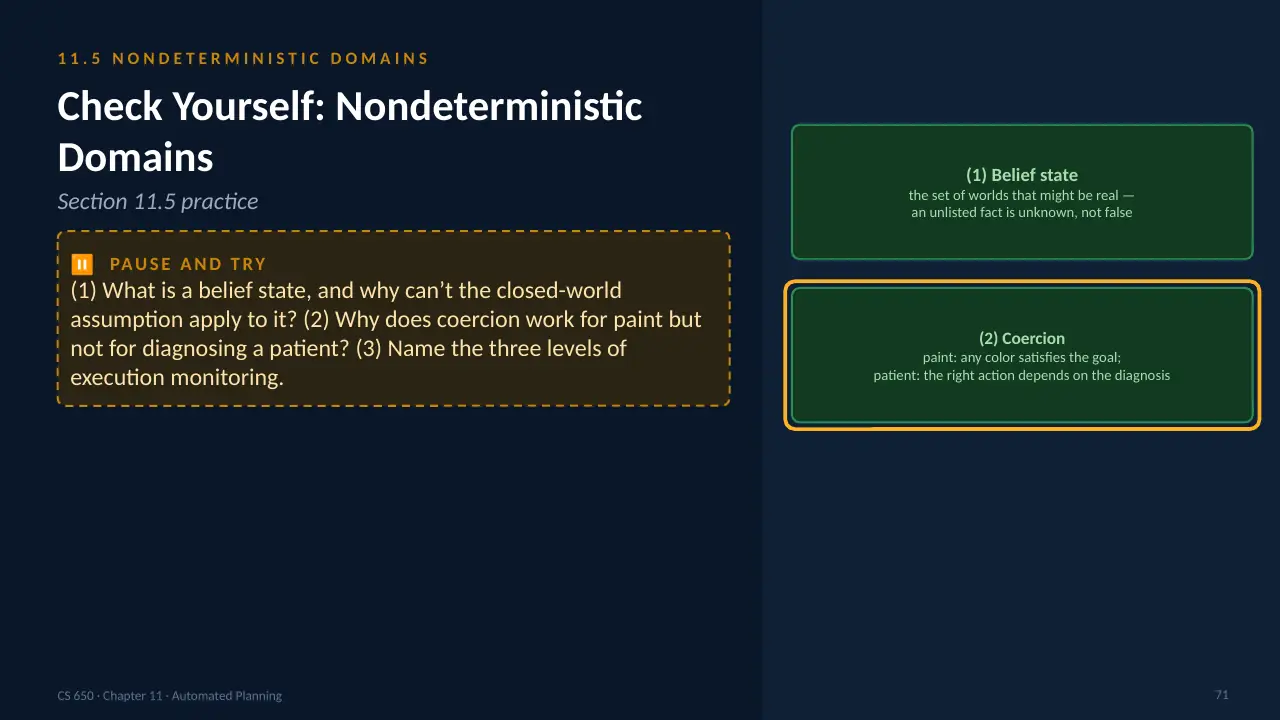 11.5 NONDETERMINISTIC DOMAINS
Check Yourself: Nondeterministic
Domains
Section 11.5 practice
⏸ PAUSE AND TRY
(1) What is a belief state, and why can’t the closed-world
assumption apply to it? (2) Why does coercion work for paint but
not for diagnosing a patient? (3) Name the three levels of
execution monitoring.
(1) Belief state
the set of worlds that might be real —
an unlisted fact is unknown, not false
(2) Coercion
paint: any color satisfies the goal;
patient: the right action depends on the diagnosis
CS 650 · Chapter 11 · Automated Planning
71